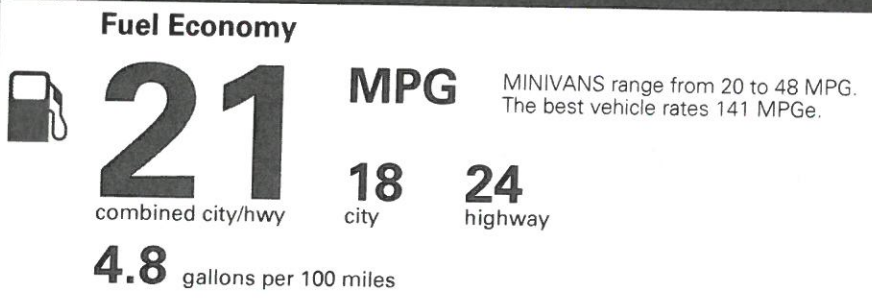 Fuel Economy
21 MPG
MINIVANS range from 20 to 48 MPG.
The best vehicle rates 141 MPGe.
combined city/hwy
18 city
24 highway
4.8 gallons per 100 miles